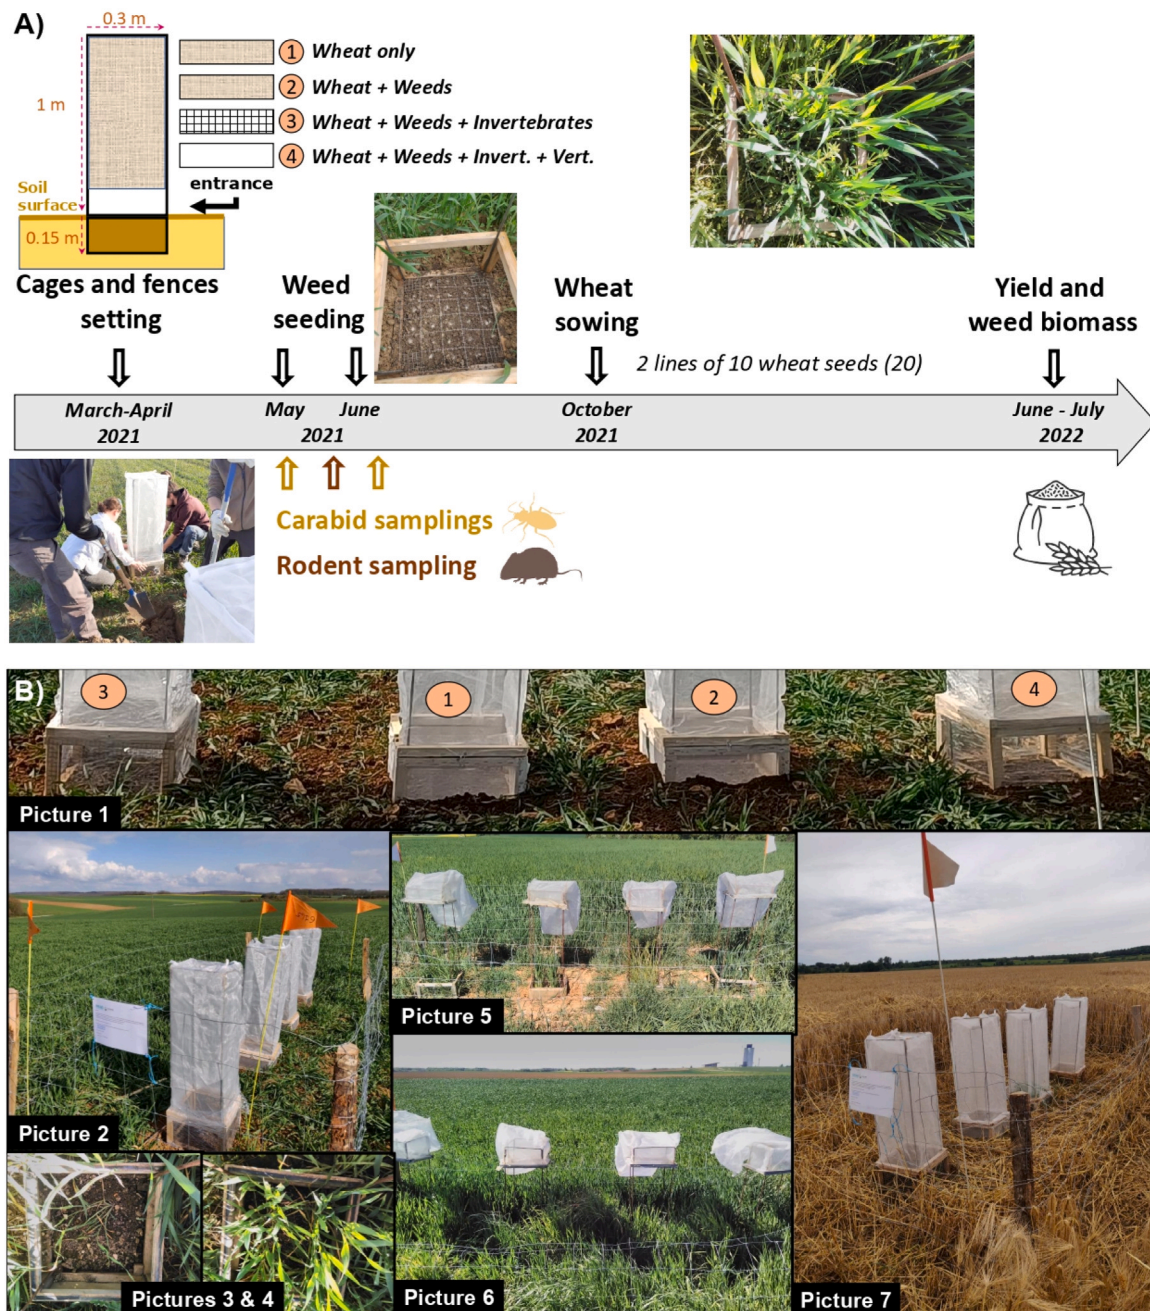 A)
0.3 m
1 m
Soil
surface
0.15 m
entrance
1 Wheat only
2 Wheat + Weeds
3 Wheat + Weeds + Invertebrates
4 Wheat + Weeds + Invert. + Vert.
Cages and fences
setting
Weed
seeding
Wheat
sowing
2 lines of 10 wheat seeds (20)
Yield and
weed biomass
March-April
2021
May June
2021
October
2021
June - July
2022
Carabid samplings
Rodent sampling
B)
3 1 2 4
Picture 1
Picture 2
Pictures 3 & 4
Picture 5
Picture 6
Picture 7